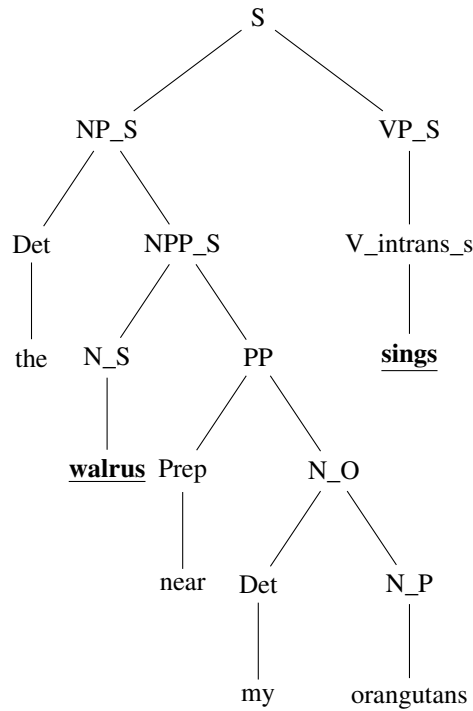 S
NP_S VP_S
Det NPP_S V_intrans_s
the N_S PP sings
walrus Prep N_O
near Det N_P
my orangutans